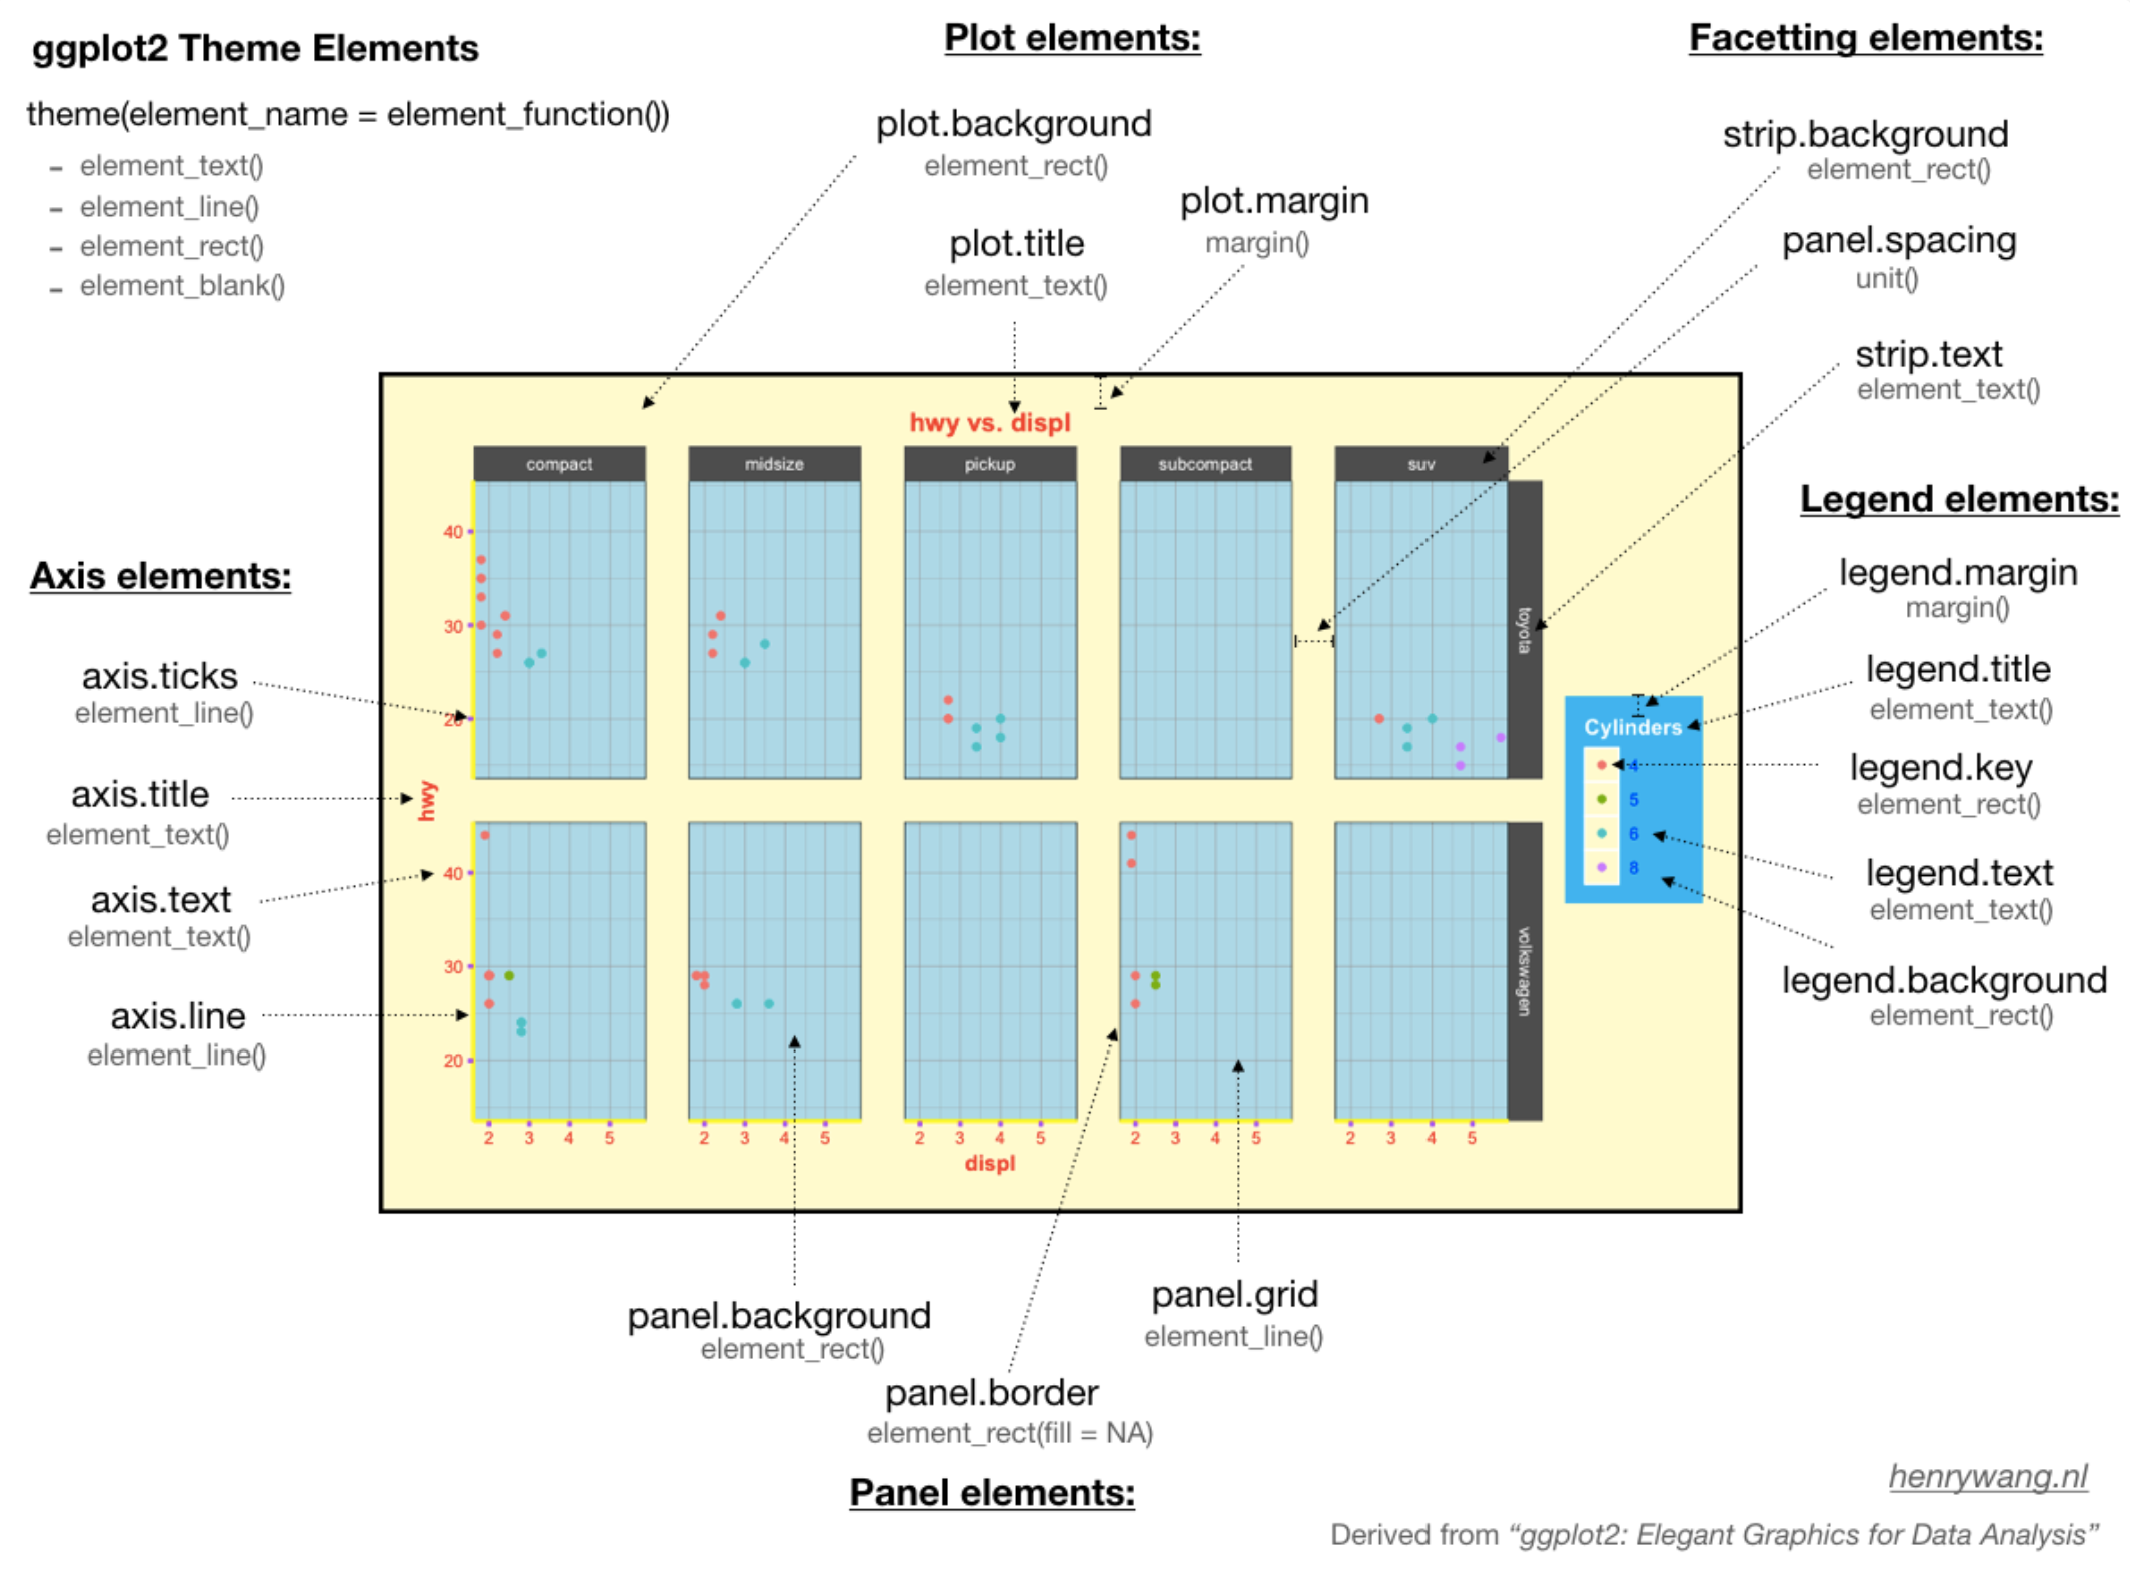 ggplot2 Theme Elements
theme(element_name = element_function())
- element_text()
- element_line()
- element_rect()
- element_blank()
Plot elements:
plot.background
element_rect()
plot.title
element_text()
plot.margin
margin()
Facetting elements:
strip.background
element_rect()
panel.spacing
unit()
strip.text
element_text()
Axis elements:
axis.ticks
element_line()
axis.title
element_text()
axis.text
element_text()
axis.line
element_line()
hwy vs. displ
compact midsize pickup subcompact suv
40
30
20
toyota
hwy
40
30
20
volkswagen
2 3 4 5 2 3 4 5 2 3 4 5 2 3 4 5 2 3 4 5
displ
Cylinders
4
5
6
8
Legend elements:
legend.margin
margin()
legend.title
element_text()
legend.key
element_rect()
legend.text
element_text()
legend.background
element_rect()
panel.background
element_rect()
panel.border
element_rect(fill = NA)
panel.grid
element_line()
Panel elements:
henrywang.nl
Derived from “ggplot2: Elegant Graphics for Data Analysis”